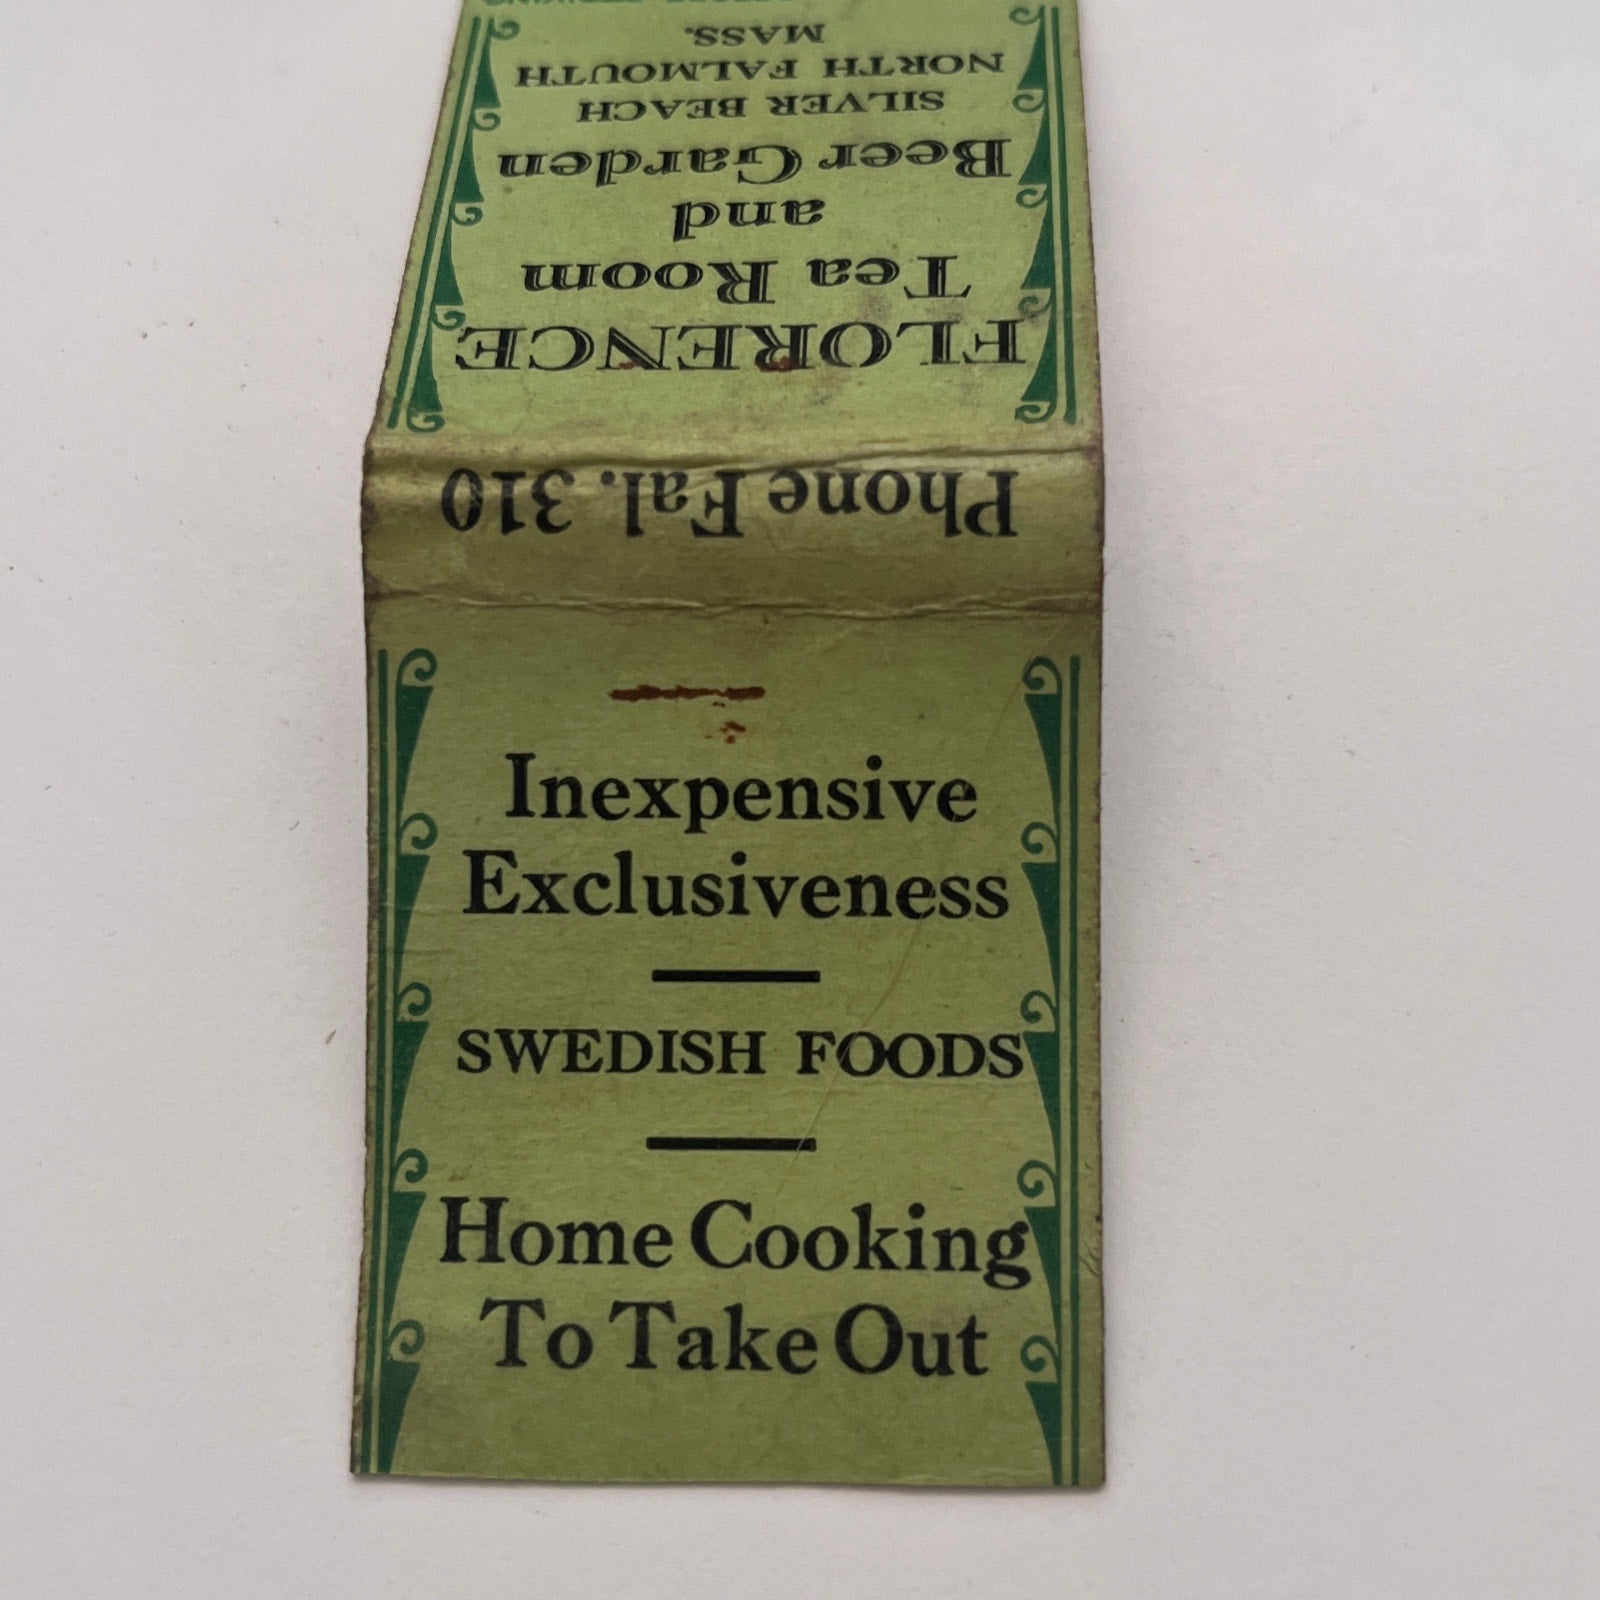 FLORENCE
Tea Room
and
Beer Garden
SILVER BEACH
NORTH FALMOUTH
MASS.
Phone Fal. 310
Inexpensive
Exclusiveness
SWEDISH FOODS
Home Cooking
To Take Out